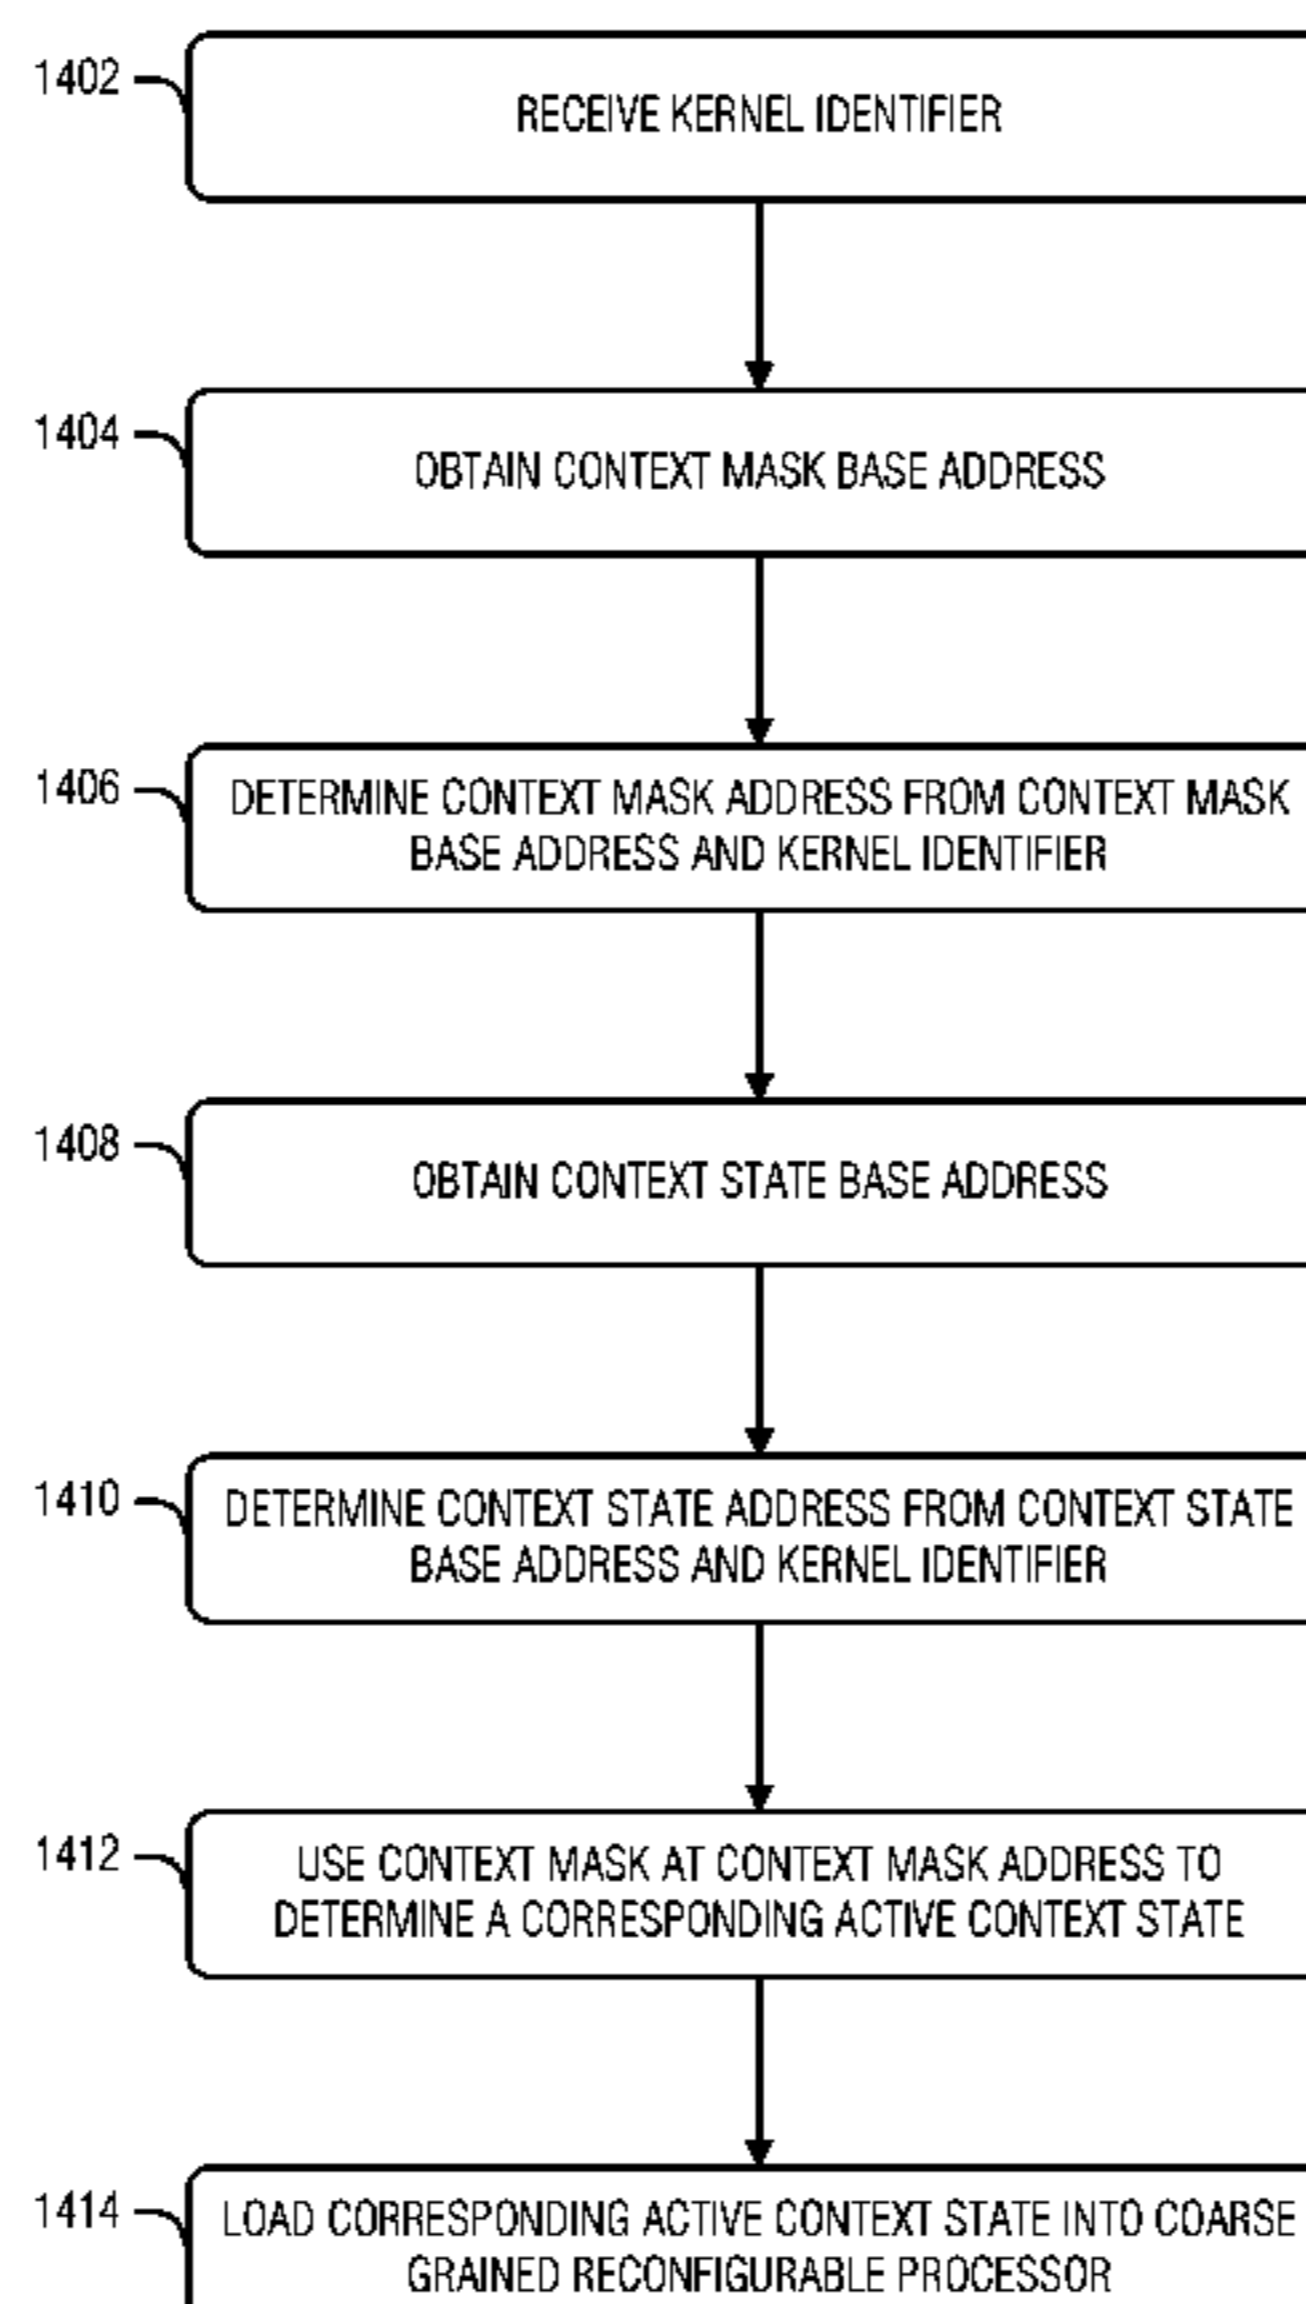 1402
RECEIVE KERNEL IDENTIFIER
1404
OBTAIN CONTEXT MASK BASE ADDRESS
1406
DETERMINE CONTEXT MASK ADDRESS FROM CONTEXT MASK
BASE ADDRESS AND KERNEL IDENTIFIER
1408
OBTAIN CONTEXT STATE BASE ADDRESS
1410
DETERMINE CONTEXT STATE ADDRESS FROM CONTEXT STATE
BASE ADDRESS AND KERNEL IDENTIFIER
1412
USE CONTEXT MASK AT CONTEXT MASK ADDRESS TO
DETERMINE A CORRESPONDING ACTIVE CONTEXT STATE
1414
LOAD CORRESPONDING ACTIVE CONTEXT STATE INTO COARSE
GRAINED RECONFIGURABLE PROCESSOR